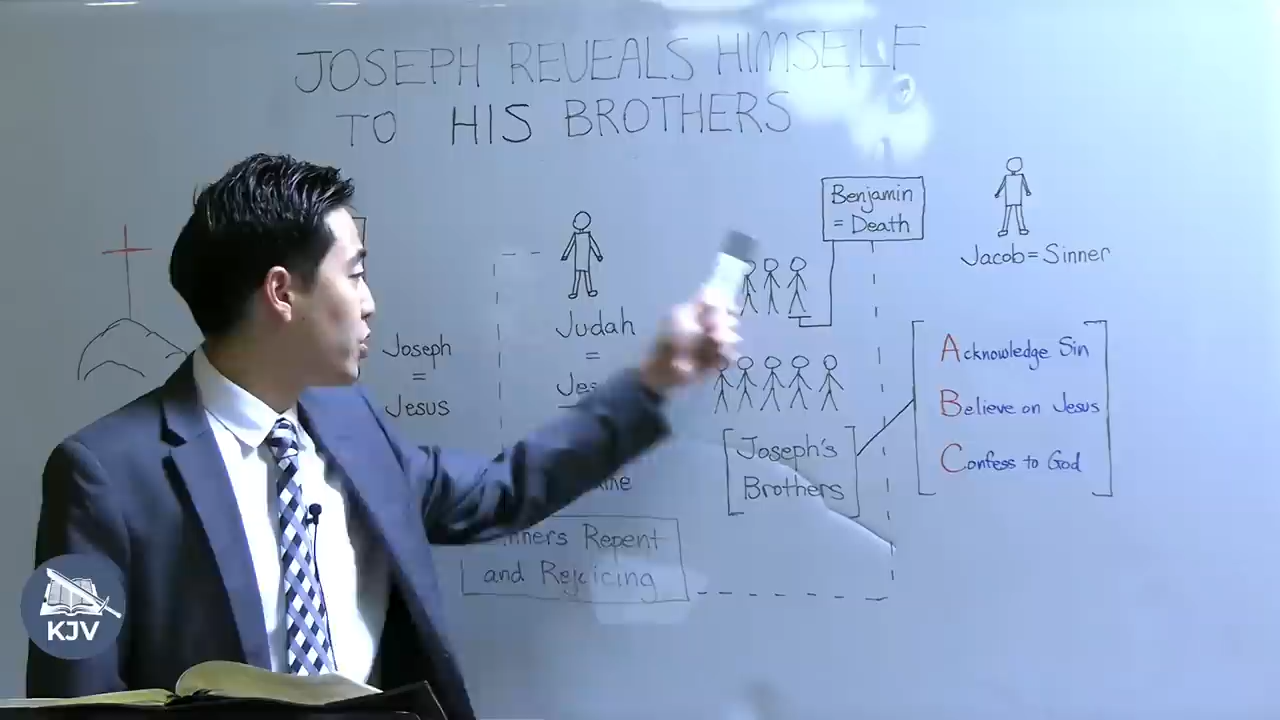 JOSEPH REVEALS HIMSELF
TO HIS BROTHERS
Benjamin
= Death
Jacob=Sinner
Judah
=
Joseph
=
Jesus
Acknowledge Sin
Believe on Jesus
Confess to God
Joseph's
Brothers
Repent
and Rejoicing
KJV